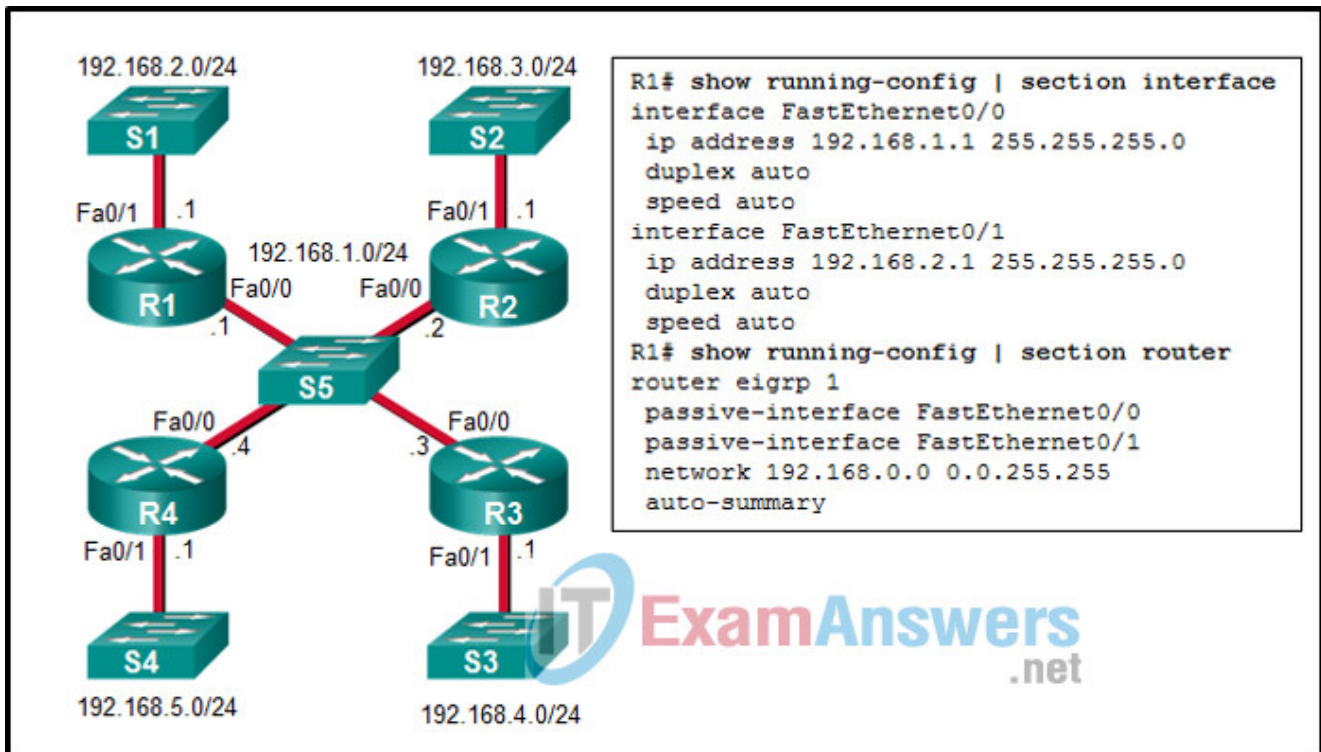 192.168.2.0/24
192.168.3.0/24
S1
S2
Fa0/1 .1
Fa0/1 .1
192.168.1.0/24
R1
Fa0/0
.1
Fa0/0
R2
.2
S5
Fa0/0
.4
Fa0/0
.3
R4
R3
Fa0/1 .1
Fa0/1 .1
S4
S3
192.168.5.0/24
192.168.4.0/24
R1# show running-config | section interface
interface FastEthernet0/0
ip address 192.168.1.1 255.255.255.0
duplex auto
speed auto
interface FastEthernet0/1
ip address 192.168.2.1 255.255.255.0
duplex auto
speed auto
R1# show running-config | section router
router eigrp 1
passive-interface FastEthernet0/0
passive-interface FastEthernet0/1
network 192.168.0.0 0.0.255.255
auto-summary
IT ExamAnswers
.net